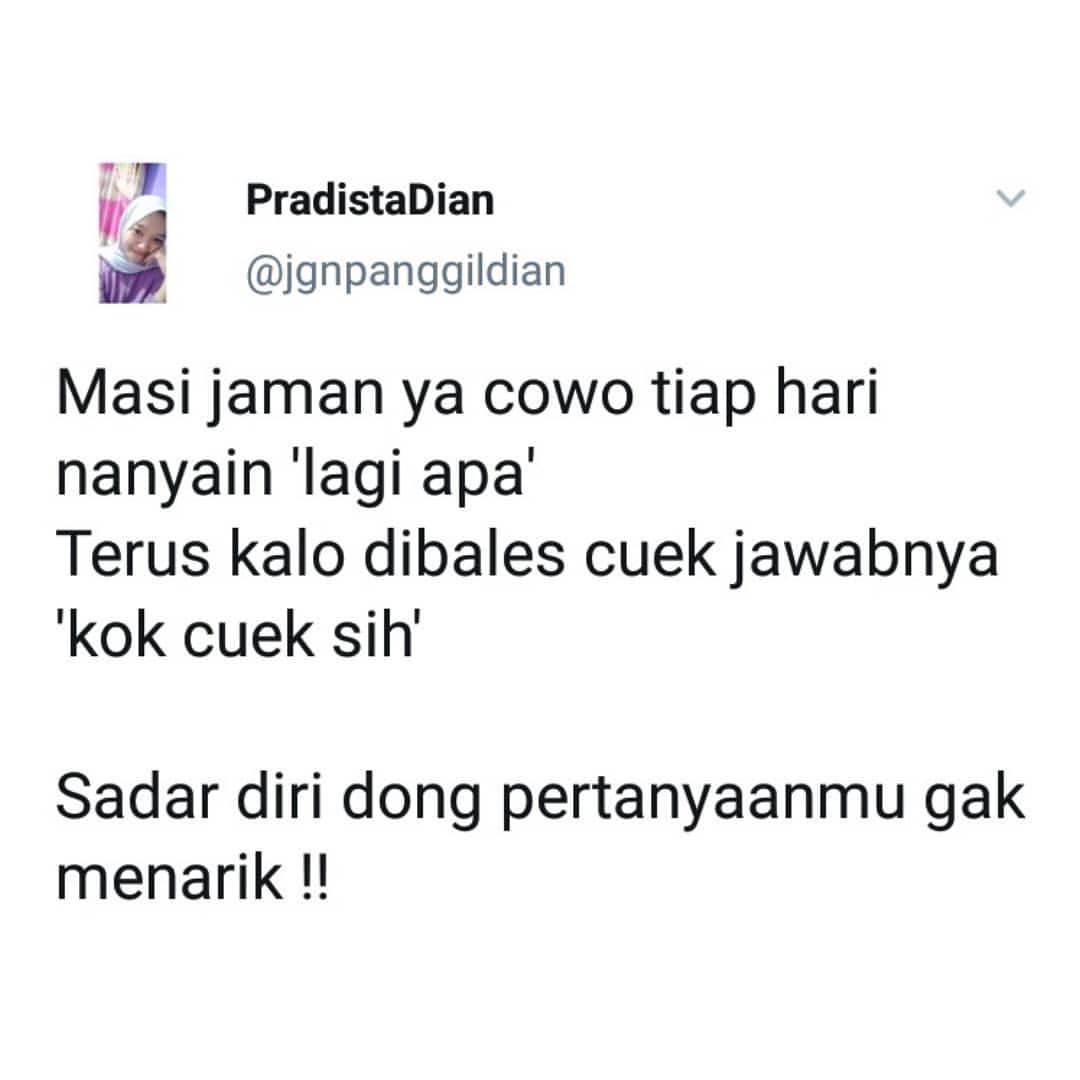 PradistaDian
@jgnpanggildian
Masi jaman ya cowo tiap hari
nanyain 'lagi apa'
Terus kalo dibales cuek jawabnya
'kok cuek sih'
Sadar diri dong pertanyaanmu gak
menarik !!